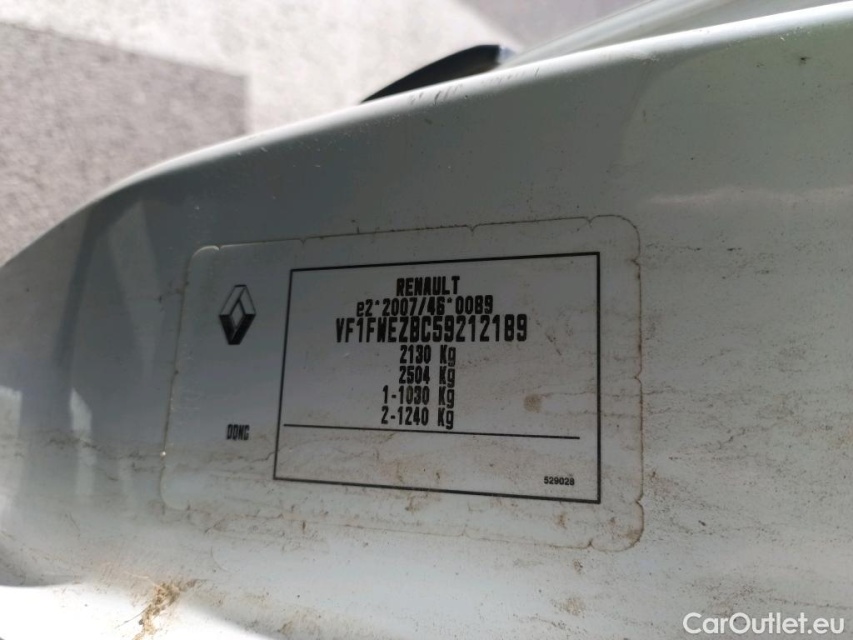 RENAULT
e2*2007/46*0089
VF1FWEZBC59212189
2130 Kg
2504 Kg
1-1030 Kg
2-1240 Kg
DONG
529028
CarOutlet.eu